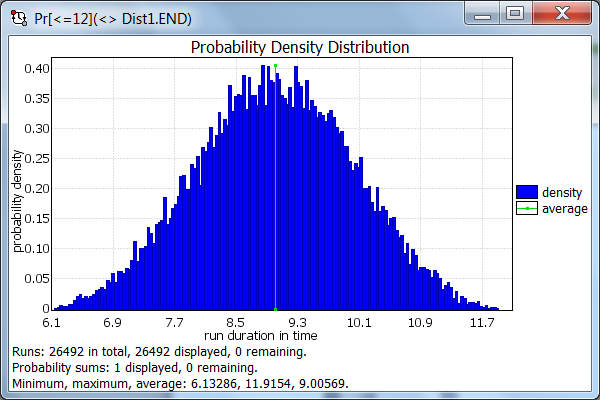 Pr[<=12](<> Dist1.END)
Probability Density Distribution
probability density
0.40
0.35
0.30
0.25
0.20
0.15
0.10
0.05
0
6.1 6.9 7.7 8.5 9.3 10.1 10.9 11.7
run duration in time
density
average
Runs: 26492 in total, 26492 displayed, 0 remaining.
Probability sums: 1 displayed, 0 remaining.
Minimum, maximum, average: 6.13286, 11.9154, 9.00569.